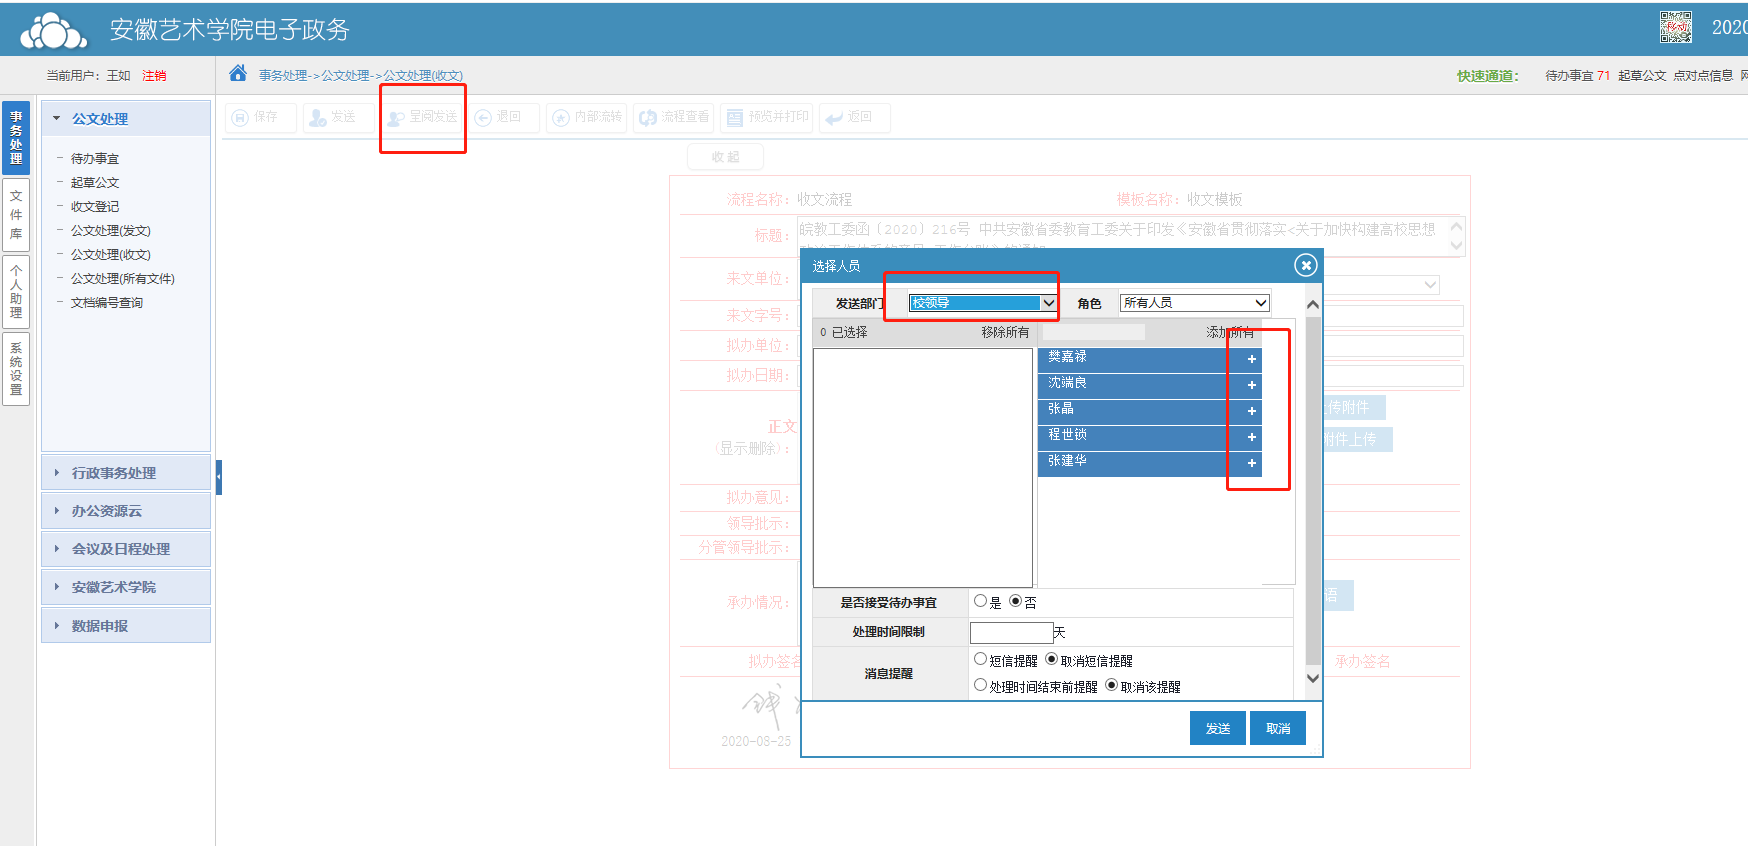 安徽艺术学院电子政务
2020
当前用户：王如 注销
事务处理->公文处理->公文处理(收文)
快速通道：
待办事宜 71 起草公文 点对点信息
事务处理
文件库
个人助理
系统设置
公文处理
待办事宜
起草公文
收文登记
公文处理(发文)
公文处理(收文)
公文处理(所有文件)
文档编号查询
行政事务处理
办公资源云
会议及日程处理
安徽艺术学院
数据申报
保存 发送 呈阅发送 退回 内部流转 流程查看 预览并打印 返回
收起
流程名称： 收文流程 模板名称： 收文模板
标题： 皖教工委函〔2020〕216号 中共安徽省委教育工委关于印发《安徽省贯彻落实<关于加快构建高校思想
来文单位：
来文字号：
拟办单位：
拟办日期：
正文
（显示删除）：
传附件
附件上传
拟办意见：
领导批示：
分管领导批示：
承办情况：
语
拟办签名
承办签名
2020-08-25
选择人员
发送部门 校领导 角色 所有人员
0 已选择 移除所有 添加所有
樊嘉禄 +
沈端良 +
张晶 +
程世锁 +
张建华 +
是否接受待办事宜 是 否
处理时间限制 天
消息提醒 短信提醒 取消短信提醒
处理时间结束前提醒 取消该提醒
发送 取消